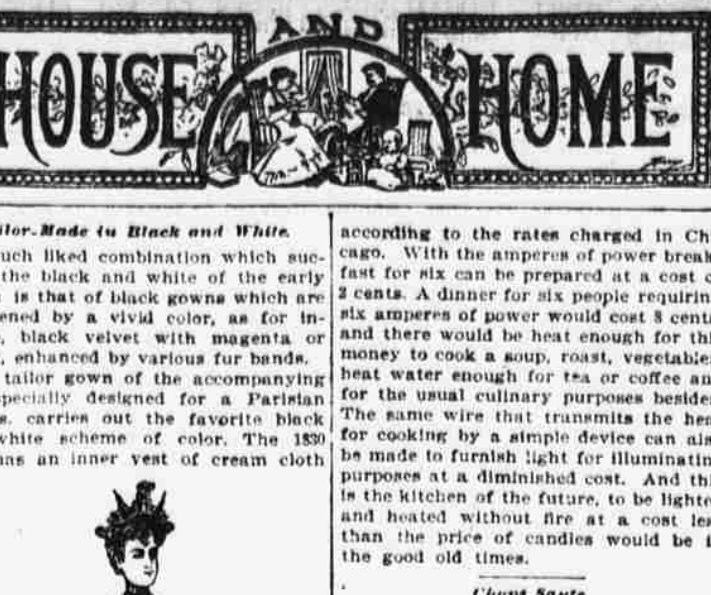 HOUSE AND HOME
ilor-Made in Black and White.
uch liked combination which suc-
the black and white of the early
is that of black gowns which are
ened by a vivid color, as for in-
, black velvet with magenta or
, enhanced by various fur bands.
tailor gown of the accompanying
specially designed for a Parisian
s, carries out the favorite black
white scheme of color. The 1830
has an inner vest of cream cloth
according to the rates charged in Chi
cago. With the amperes of power break
fast for six can be prepared at a cost o
2 cents. A dinner for six people requirin
six amperes of power would cost 8 cent
and there would be heat enough for thi
money to cook a soup, roast, vegetable
heat water enough for tea or coffee an
for the usual culinary purposes beside
The same wire that transmits the hea
for cooking by a simple device can als
be made to furnish light for illuminatin
purposes at a diminished cost. And thi
is the kitchen of the future, to be lighte
and heated without fire at a cost les
than the price of candles would be i
the good old times.
Chops Saute